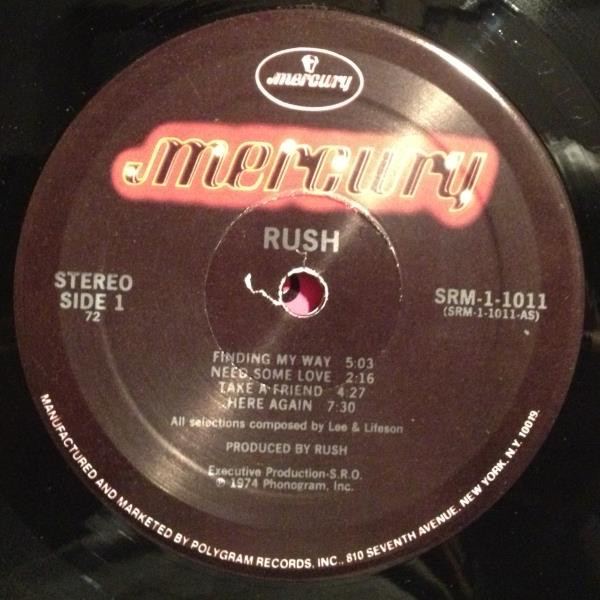 mercury
mercury
RUSH
STEREO
SIDE 1
72
SRM-1-1011
(SRM-1-1011-AS)
FINDING MY WAY 5:03
NEED SOME LOVE 2:16
TAKE A FRIEND 4:27
HERE AGAIN 7:30
All selections composed by Lee & Lifeson
PRODUCED BY RUSH
Executive Production-S.R.O.
℗ 1974 Phonogram, Inc.
MANUFACTURED AND MARKETED BY POLYGRAM RECORDS, INC., 810 SEVENTH AVENUE, NEW YORK, N.Y. 10019.